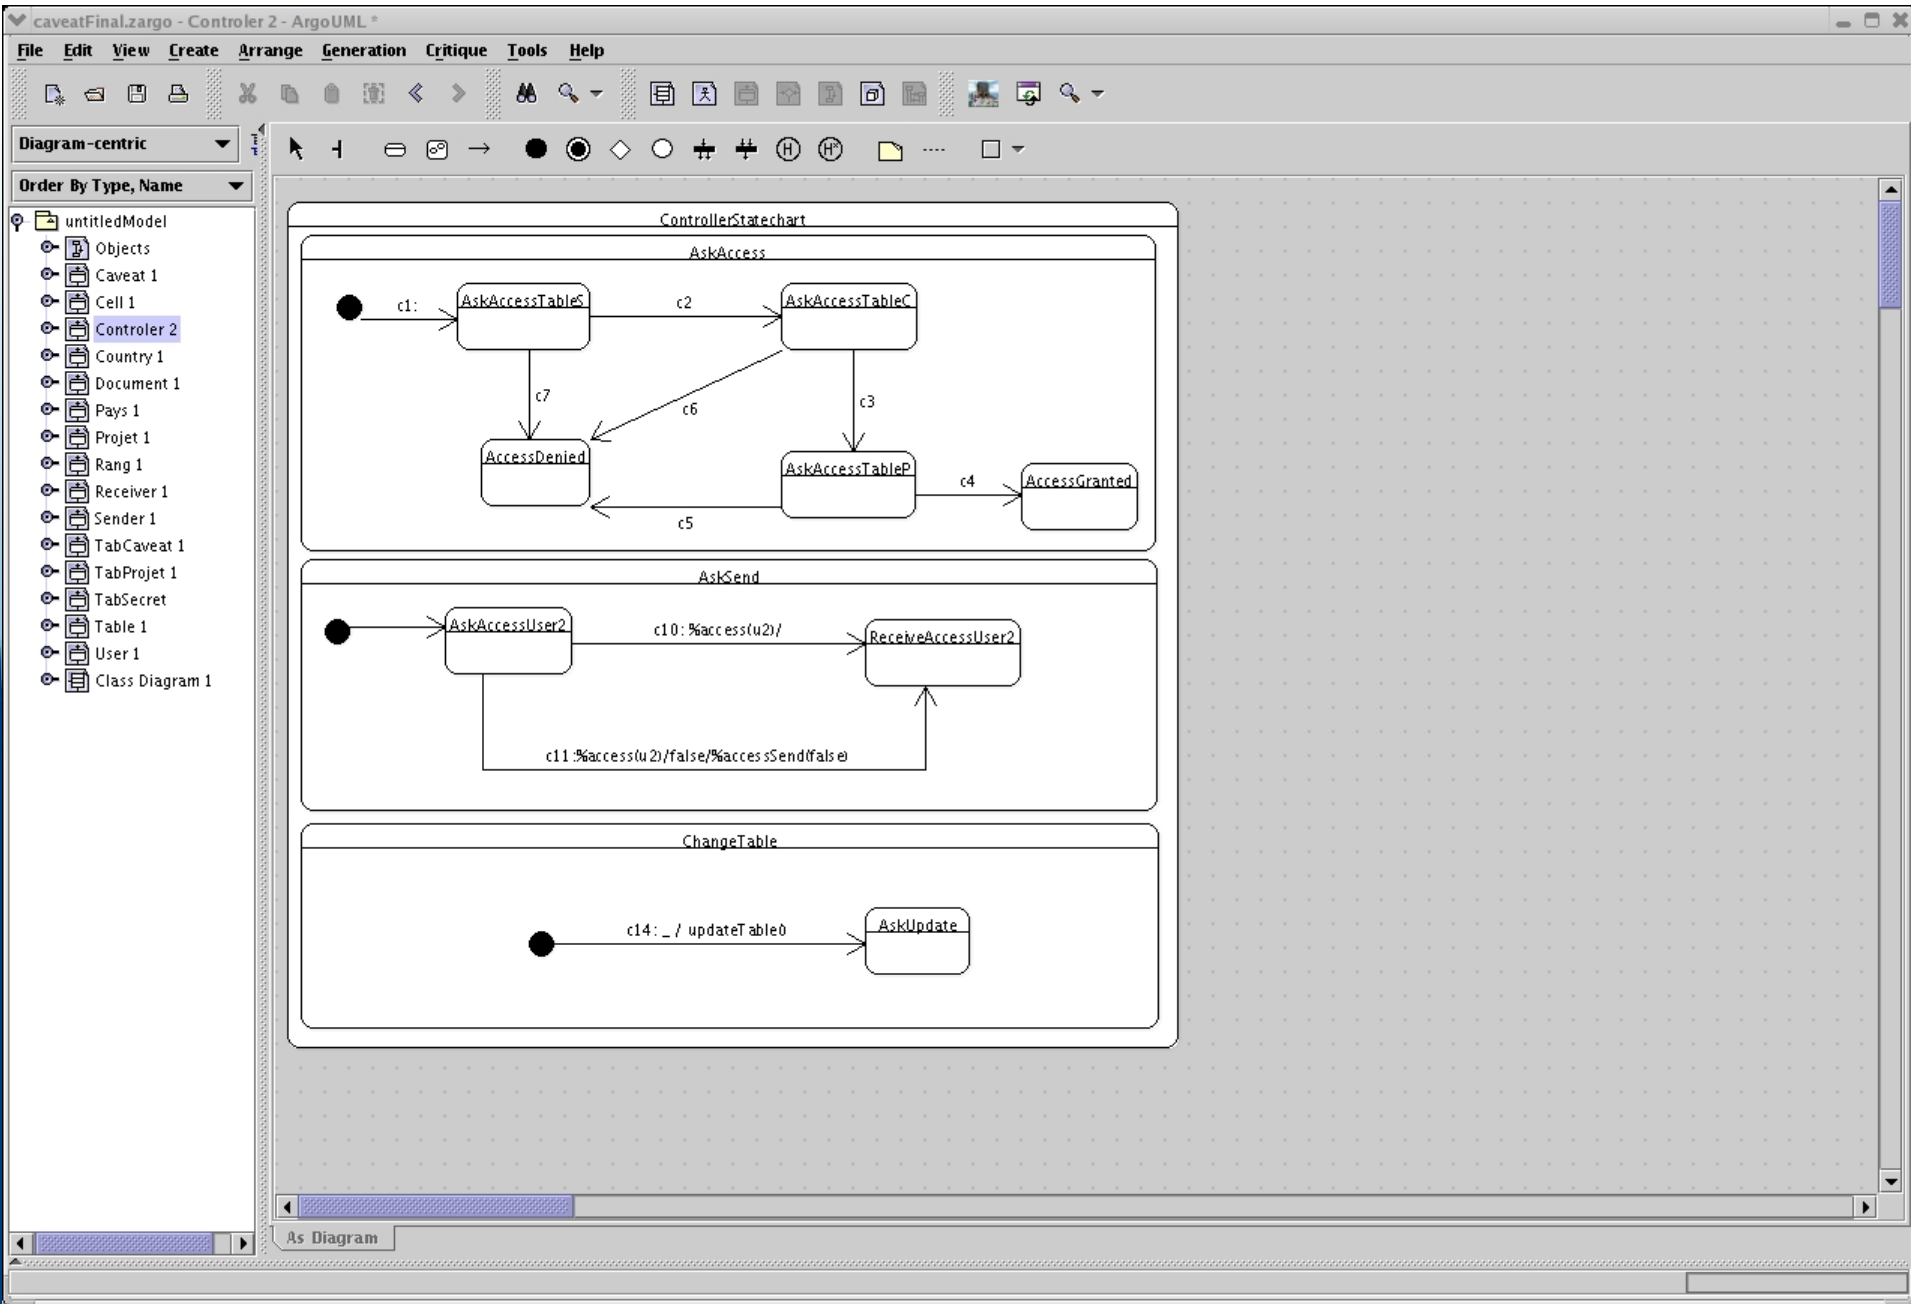 caveatFinal.zargo - Controler 2 - ArgoUML *
File Edit View Create Arrange Generation Critique Tools Help
Diagram-centric
Order By Type, Name
untitledModel
Objects
Caveat 1
Cell 1
Controler 2
Country 1
Document 1
Pays 1
Projet 1
Rang 1
Receiver 1
Sender 1
TabCaveat 1
TabProjet 1
TabSecret
Table 1
User 1
Class Diagram 1
H
H*
ControllerStatechart
AskAccess
c1:
AskAccessTableS
c2
AskAccessTableC
c7
c6
c3
AccessDenied
AskAccessTableP
c4
AccessGranted
c5
AskSend
AskAccessUser2
c10: %access(u2)/
ReceiveAccessUser2
c11:%access(u2)/false/%accessSend(false)
ChangeTable
c14: _ / updateTable()
AskUpdate
As Diagram